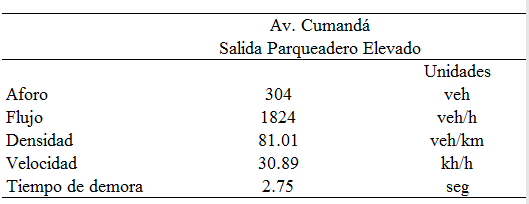 Av. Cumandá
Salida Parqueadero Elevado
Unidades
Aforo 304 veh
Flujo 1824 veh/h
Densidad 81.01 veh/km
Velocidad 30.89 kh/h
Tiempo de demora 2.75 seg